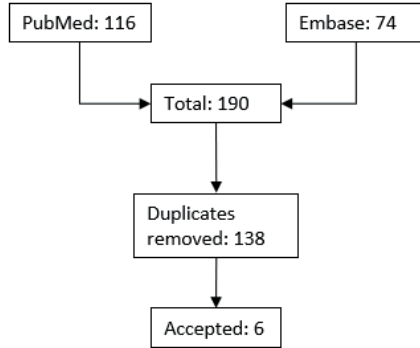 PubMed: 116
Embase: 74
Total: 190
Duplicates
removed: 138
Accepted: 6